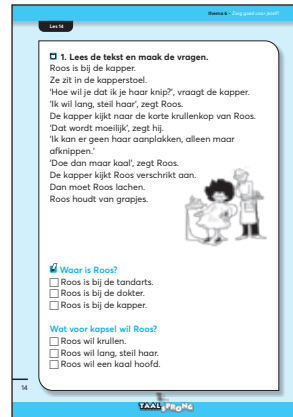 thema 4 • Zorg goed voor jezelf!
Les 14
1. Lees de tekst en maak de vragen.
Roos is bij de kapper.
Ze zit in de kapperstoel.
'Hoe wil je dat ik je haar knip?', vraagt de kapper.
'Ik wil lang, steil haar', zegt Roos.
De kapper kijkt naar de korte krullenkop van Roos.
'Dat wordt moeilijk', zegt hij.
'Ik kan er geen haar aanplakken, alleen maar
afknippen.'
'Doe dan maar kaal', zegt Roos.
De kapper kijkt Roos verschrikt aan.
Dan moet Roos lachen.
Roos houdt van grapjes.
Waar is Roos?
Roos is bij de tandarts.
Roos is bij de dokter.
Roos is bij de kapper.
Wat voor kapsel wil Roos?
Roos wil krullen.
Roos wil lang, steil haar.
Roos wil een kaal hoofd.
14
TAALSPRONG